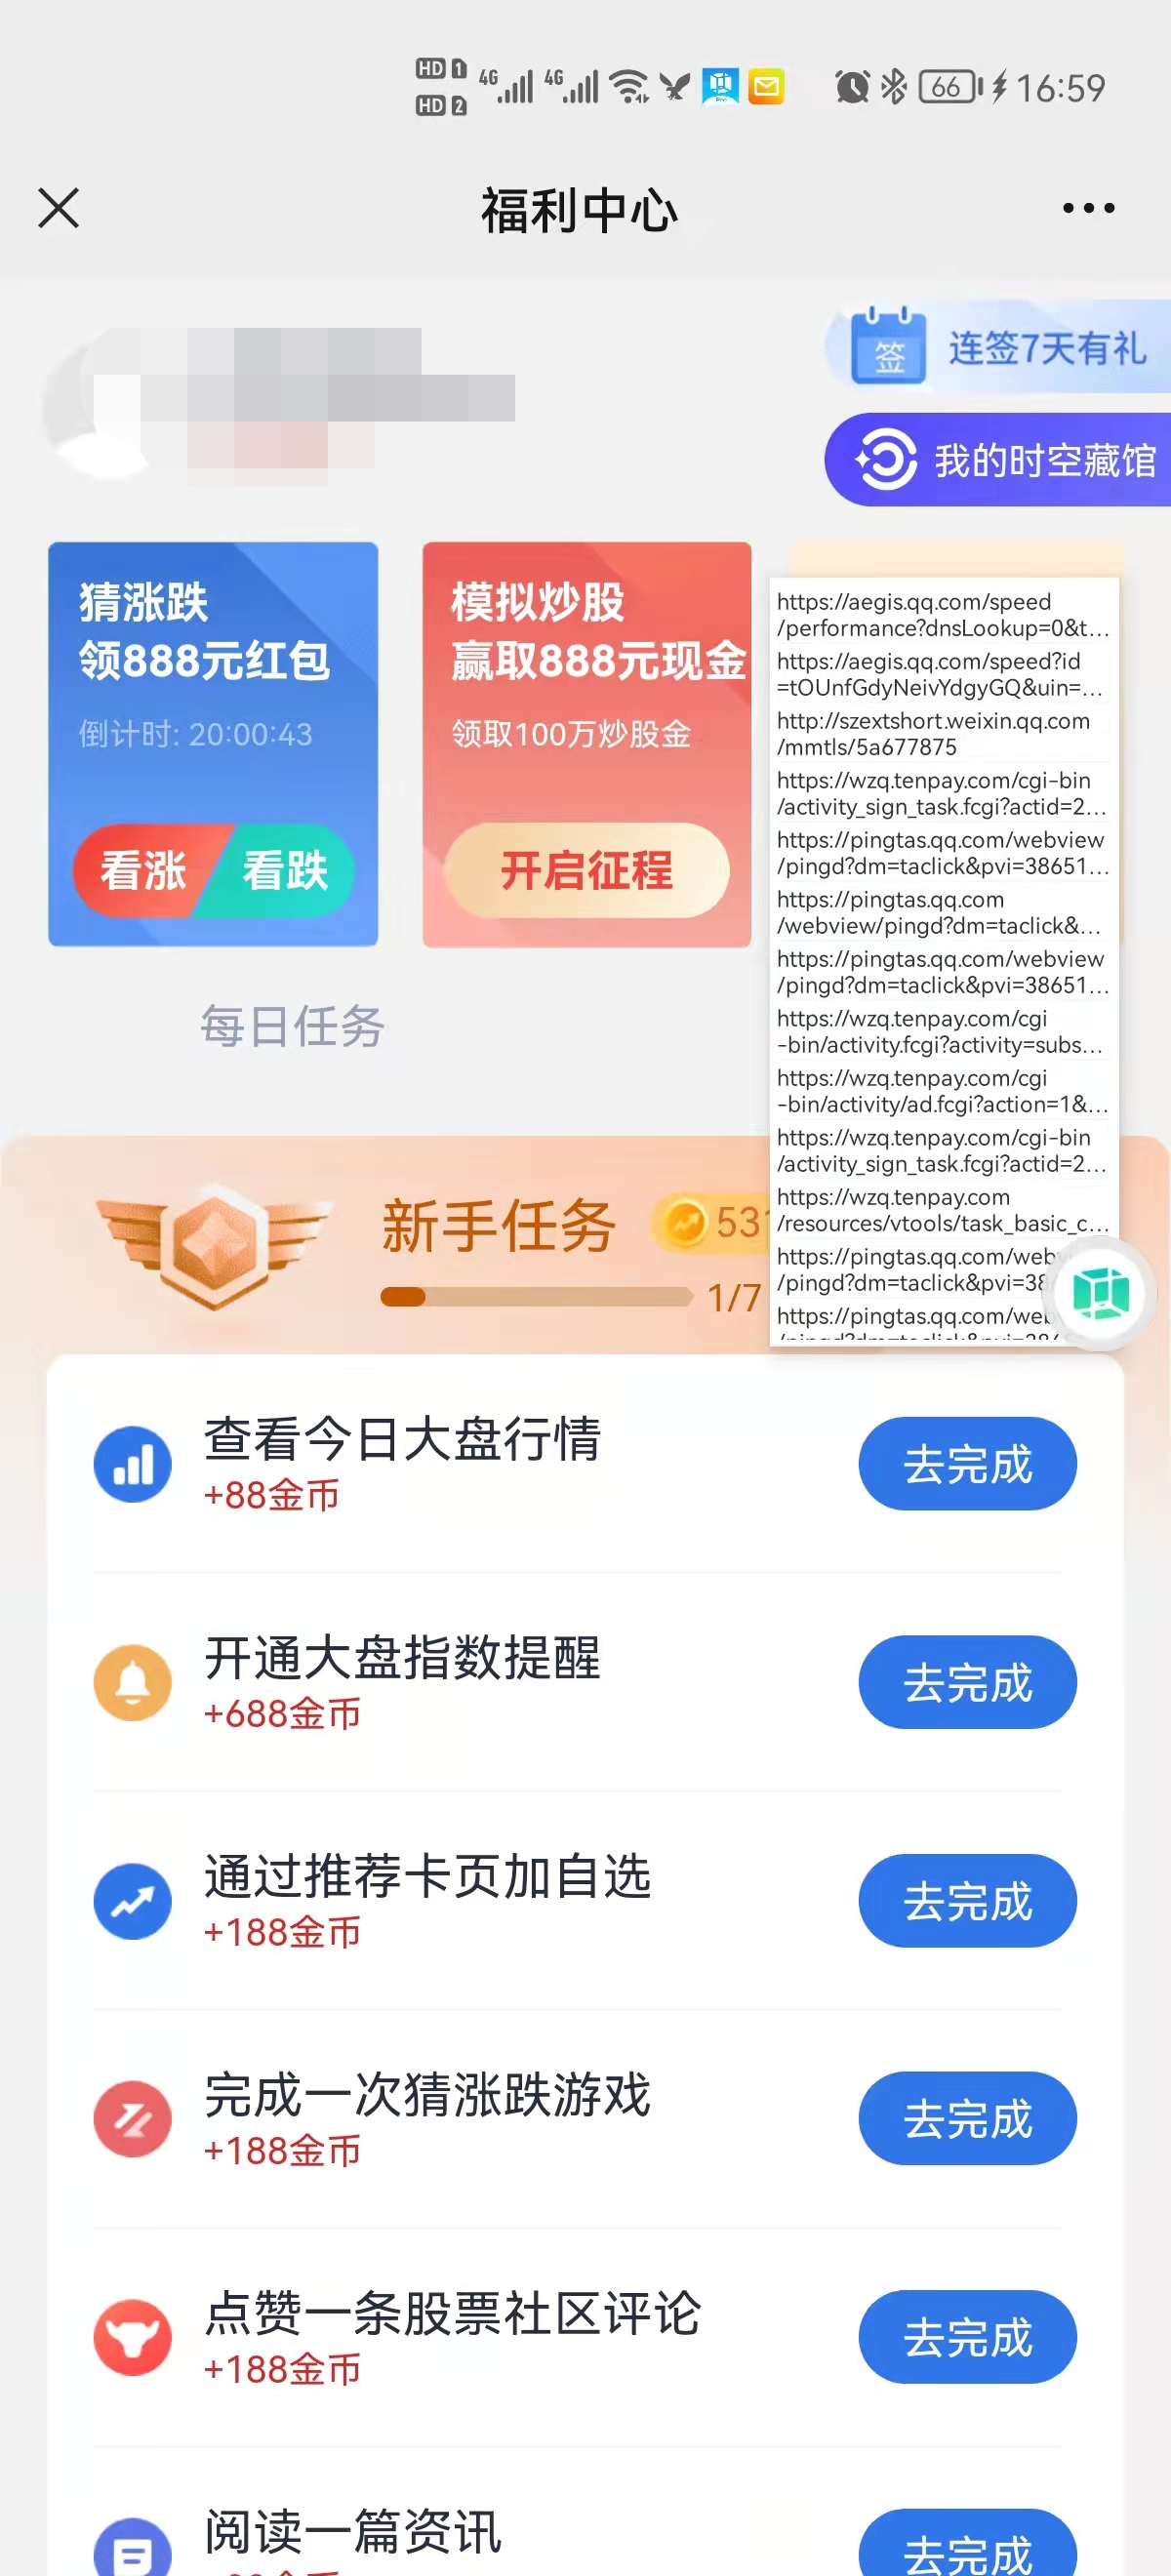 HD 1 4G 4G 66 16:59
HD 2
福利中心
签 连签7天有礼
我的时空藏馆
猜涨跌
领888元红包
倒计时: 20:00:43
看涨 看跌
模拟炒股
赢取888元现金
领取100万炒股金
开启征程
https://aegis.qq.com/speed
/performance?dnsLookup=0&t...
https://aegis.qq.com/speed?id
=tOUnfGdyNeivYdgyGQ&uin=...
http://szextshort.weixin.qq.com
/mmtls/5a677875
https://wzq.tenpay.com/cgi-bin
/activity_sign_task.fcgi?actid=2...
https://pingtas.qq.com/webview
/pingd?dm=taclick&pvi=38651...
https://pingtas.qq.com
/webview/pingd?dm=taclick&...
https://pingtas.qq.com/webview
/pingd?dm=taclick&pvi=38651...
https://wzq.tenpay.com/cgi
-bin/activity.fcgi?activity=subs...
https://wzq.tenpay.com/cgi
-bin/activity/ad.fcgi?action=1&...
https://wzq.tenpay.com/cgi-bin
/activity_sign_task.fcgi?actid=2...
https://wzq.tenpay.com
/resources/vtools/task_basic_c...
https://pingtas.qq.com/webv
/pingd?dm=taclick&pvi=38
https://pingtas.qq.com/web
每日任务
新手任务 531
1/7
查看今日大盘行情
+88金币
去完成
开通大盘指数提醒
+688金币
去完成
通过推荐卡页加自选
+188金币
去完成
完成一次猜涨跌游戏
+188金币
去完成
点赞一条股票社区评论
+188金币
去完成
阅读一篇资讯
去完成